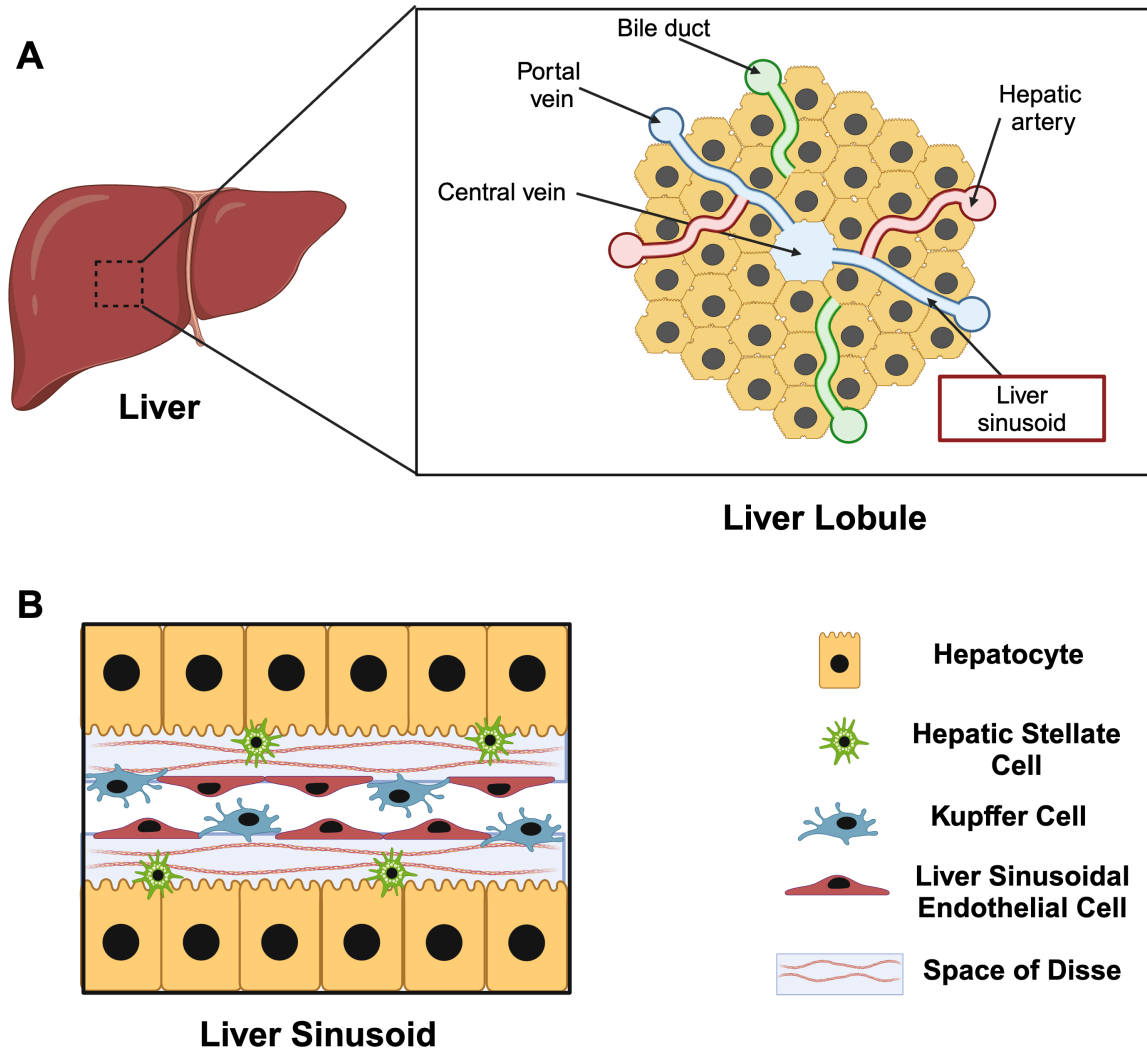 A
Bile duct
Portal
vein
Hepatic
artery
Central vein
Liver
Liver
sinusoid
Liver Lobule
B
Hepatocyte
Hepatic Stellate
Cell
Kupffer Cell
Liver Sinusoidal
Endothelial Cell
Space of Disse
Liver Sinusoid